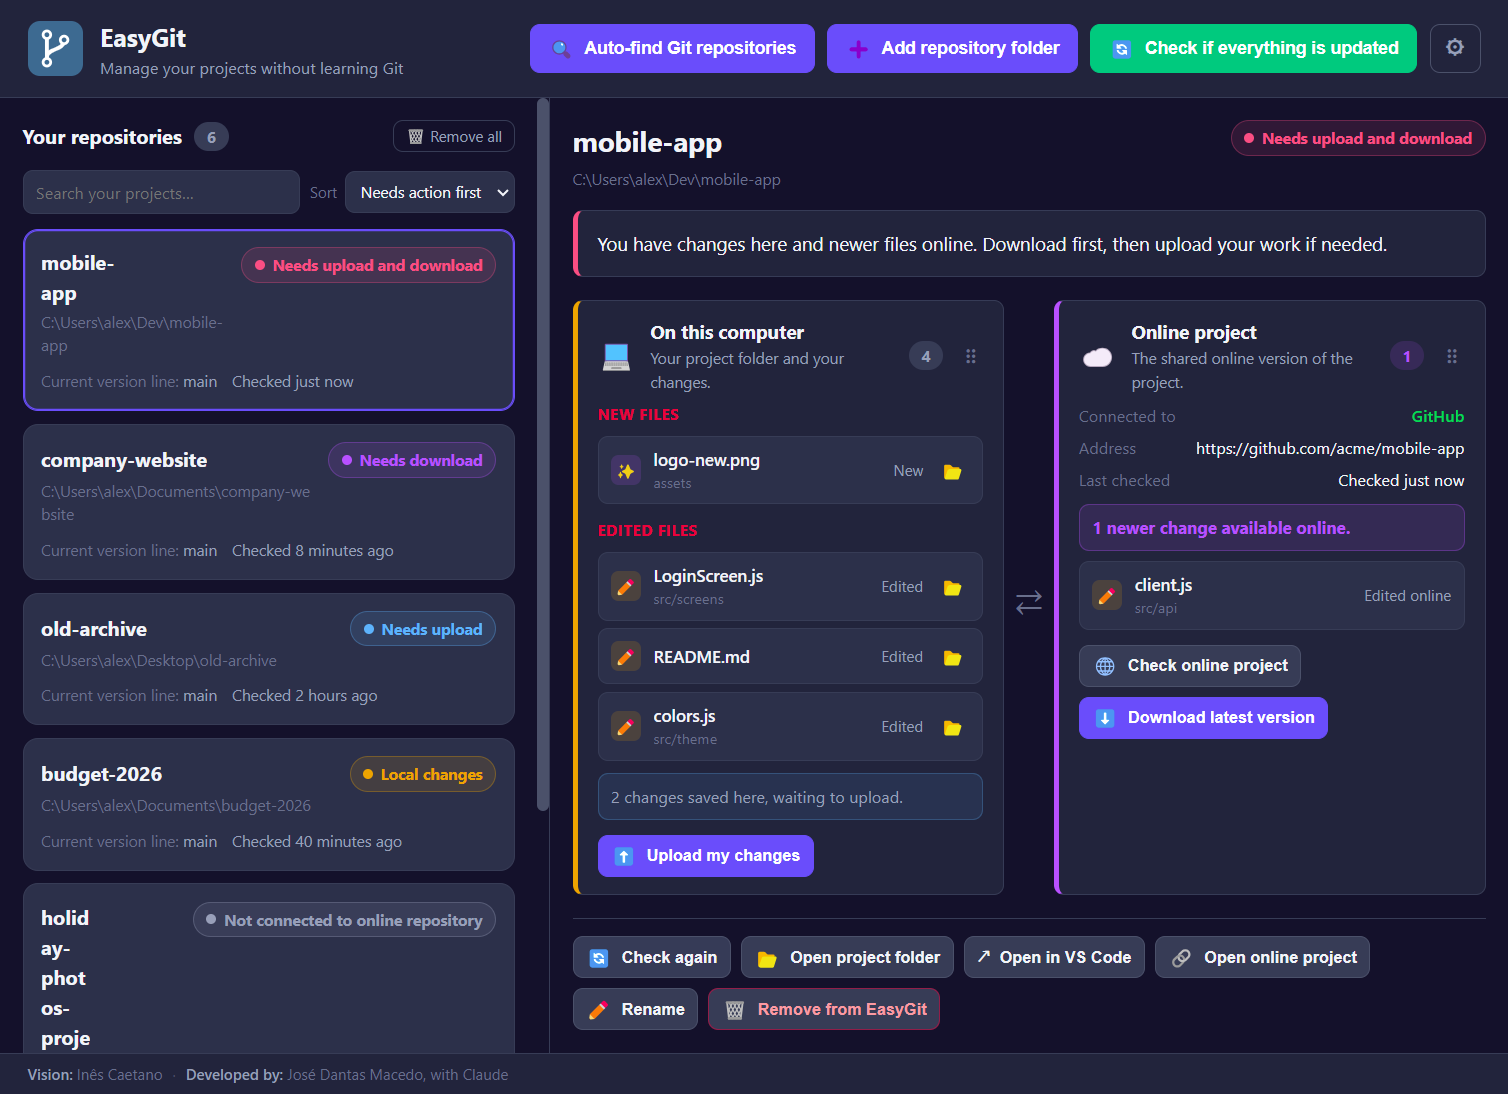 EasyGit
Manage your projects without learning Git
Auto-find Git repositories
Add repository folder
Check if everything is updated
Your repositories 6
Remove all
Search your projects...
Sort
Needs action first
mobile-
app
Needs upload and download
C:\Users\alex\Dev\mobile-
app
Current version line: main Checked just now
company-website
Needs download
C:\Users\alex\Documents\company-we
bsite
Current version line: main Checked 8 minutes ago
old-archive
Needs upload
C:\Users\alex\Desktop\old-archive
Current version line: main Checked 2 hours ago
budget-2026
Local changes
C:\Users\alex\Documents\budget-2026
Current version line: main Checked 40 minutes ago
holid
ay-
phot
os-
proje
Not connected to online repository
mobile-app
Needs upload and download
C:\Users\alex\Dev\mobile-app
You have changes here and newer files online. Download first, then upload your work if needed.
On this computer
Your project folder and your
changes.
4
NEW FILES
logo-new.png
assets
New
EDITED FILES
LoginScreen.js
src/screens
Edited
README.md
Edited
colors.js
src/theme
Edited
2 changes saved here, waiting to upload.
Upload my changes
Online project
The shared online version of the
project.
1
Connected to GitHub
Address https://github.com/acme/mobile-app
Last checked Checked just now
1 newer change available online.
client.js
src/api
Edited online
Check online project
Download latest version
Check again
Open project folder
Open in VS Code
Open online project
Rename
Remove from EasyGit
Vision: Inês Caetano · Developed by: José Dantas Macedo, with Claude